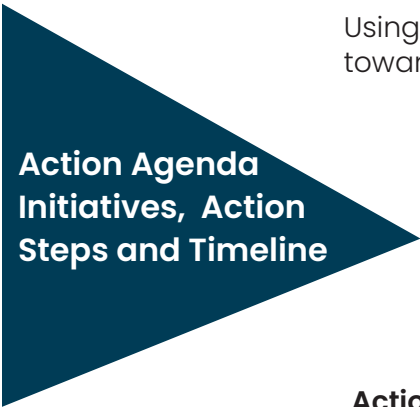 Using
towar
Action Agenda
Initiatives, Action
Steps and Timeline
Actio